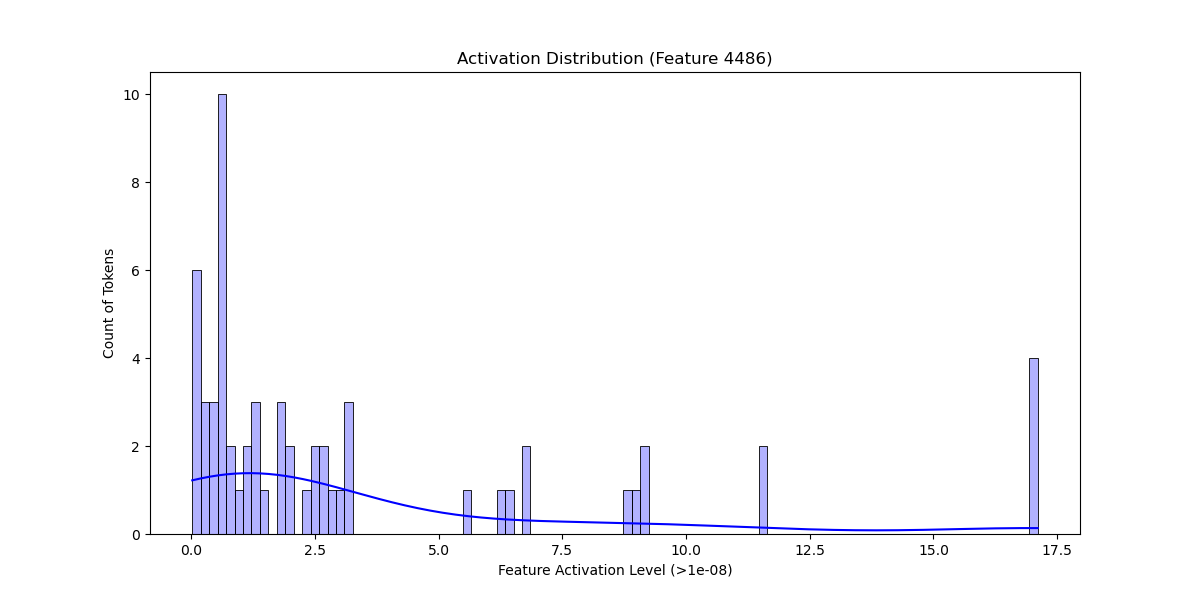 Activation Distribution (Feature 4486)
10
8
6
4
2
0
Count of Tokens
0.0 2.5 5.0 7.5 10.0 12.5 15.0 17.5
Feature Activation Level (>1e-08)